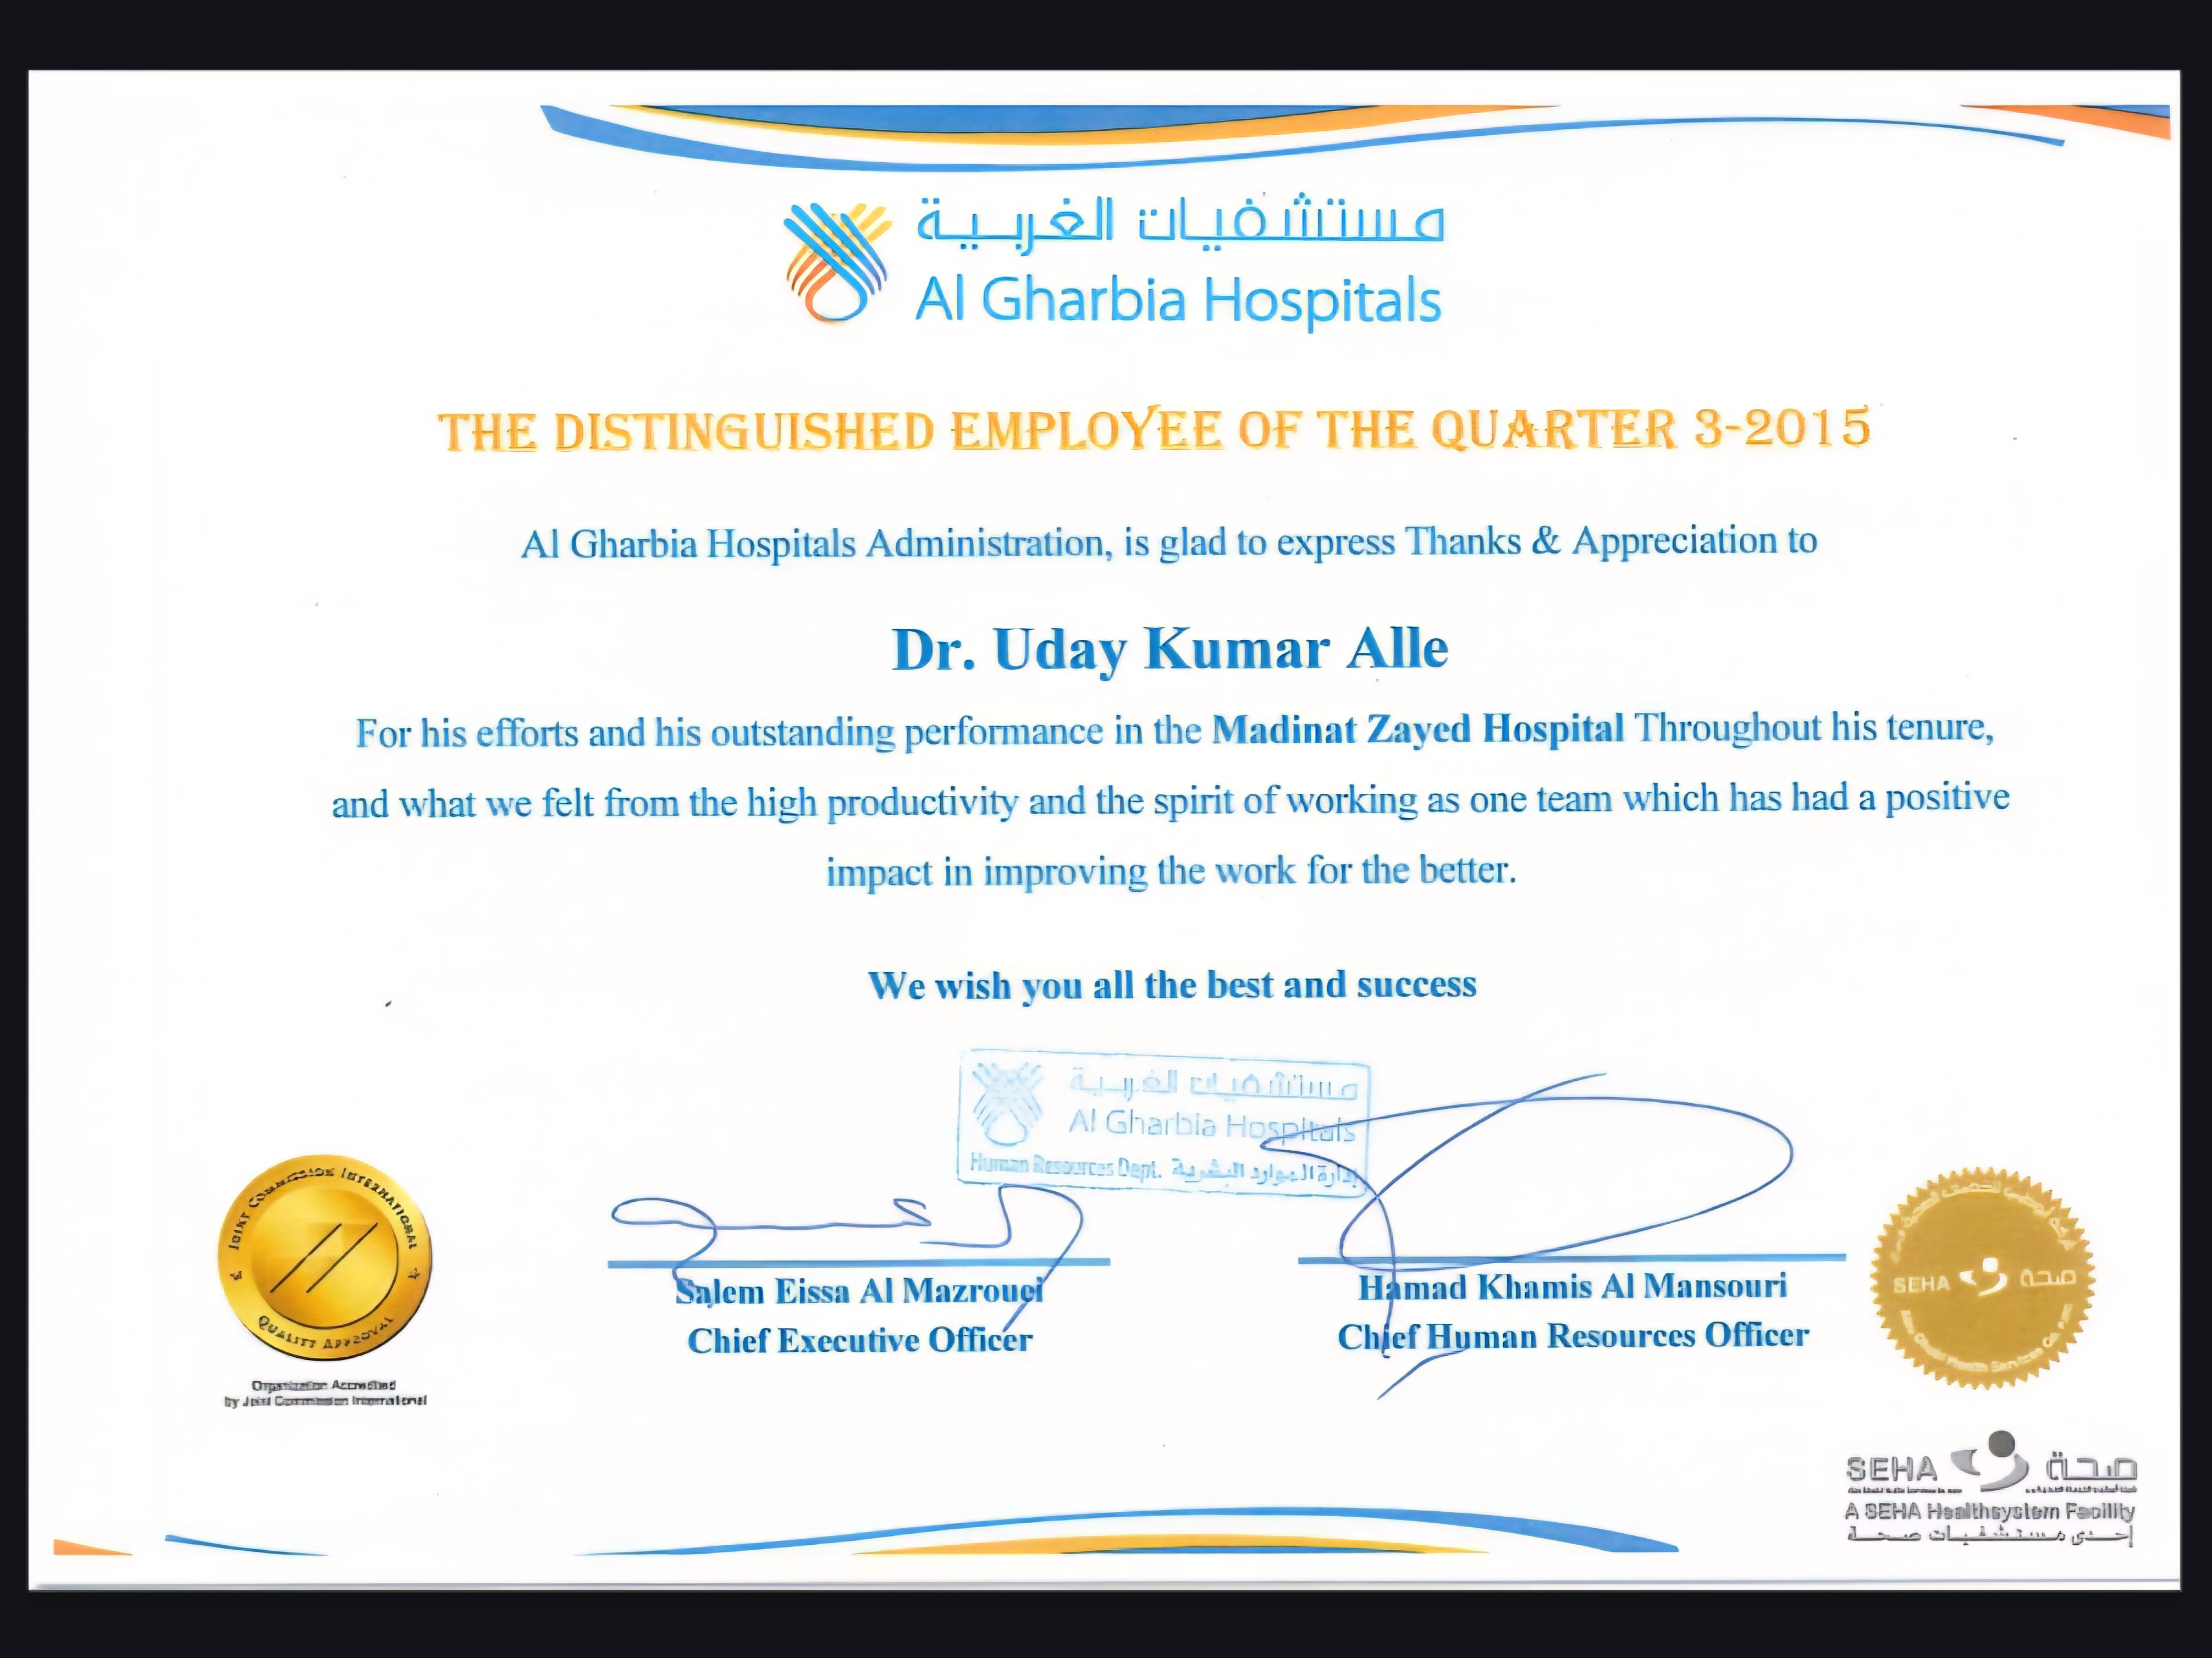 مستشفيات الغربية
Al Gharbia Hospitals
THE DISTINGUISHED EMPLOYEE OF THE QUARTER 3-2015
Al Gharbia Hospitals Administration, is glad to express Thanks & Appreciation to
Dr. Uday Kumar Alle
For his efforts and his outstanding performance in the Madinat Zayed Hospital Throughout his tenure,
and what we felt from the high productivity and the spirit of working as one team which has had a positive
impact in improving the work for the better.
We wish you all the best and success
مستشفيات الغربية
Al Gharbia Hospitals
Human Resources Dept. إدارة الموارد البشرية
JOINT COMMISSION INTERNATIONAL
QUALITY APPROVAL
Organization Accredited
by Joint Commission International
Salem Eissa Al Mazrouei
Chief Executive Officer
Hamad Khamis Al Mansouri
Chief Human Resources Officer
SEHA صحة
SEHA صحة
A SEHA Healthsystem Facility
إحدى مستشفيات صحة